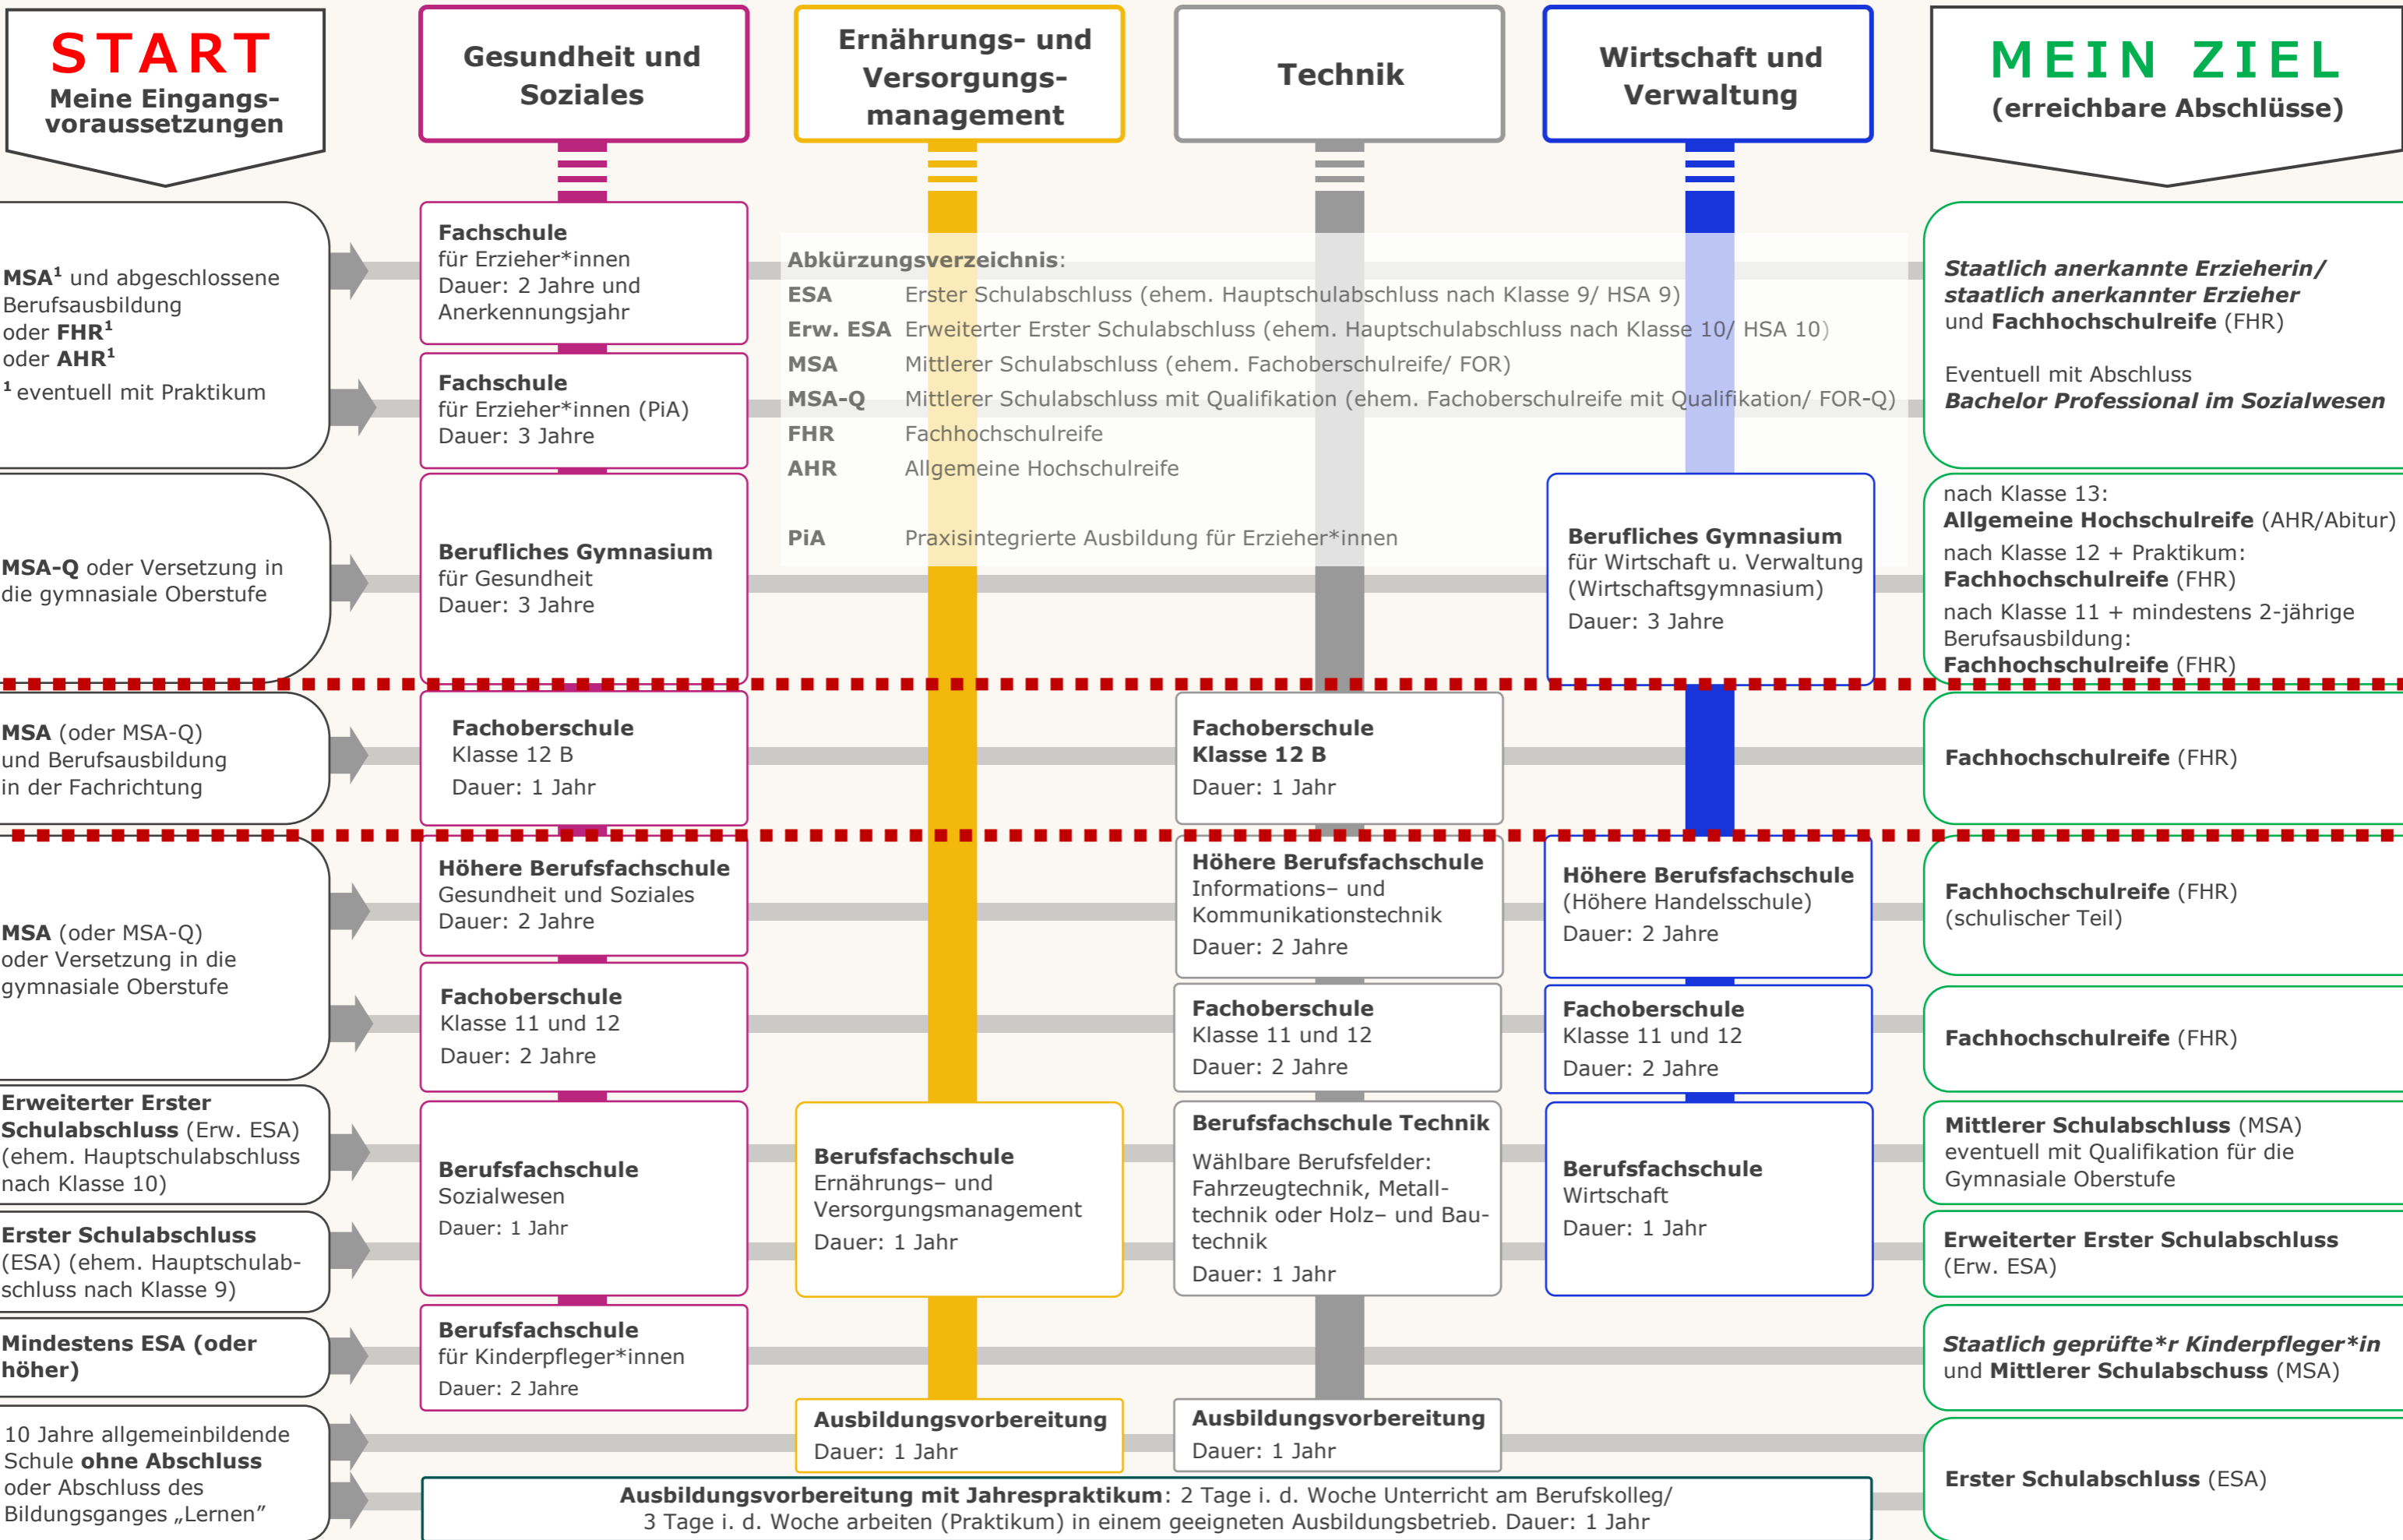 START
Meine Eingangs-
voraussetzungen
Gesundheit und
Soziales
Ernährungs- und
Versorgungs-
management
Technik
Wirtschaft und
Verwaltung
MEIN ZIEL
(erreichbare Abschlüsse)
MSA¹ und abgeschlossene
Berufsausbildung
oder FHR¹
oder AHR¹
¹ eventuell mit Praktikum
Fachschule
für Erzieher*innen
Dauer: 2 Jahre und
Anerkennungsjahr
Fachschule
für Erzieher*innen (PiA)
Dauer: 3 Jahre
Abkürzungsverzeichnis:
ESA Erster Schulabschluss (ehem. Hauptschulabschluss nach Klasse 9/ HSA 9)
Erw. ESA Erweiterter Erster Schulabschluss (ehem. Hauptschulabschluss nach Klasse 10/ HSA 10)
MSA Mittlerer Schulabschluss (ehem. Fachoberschulreife/ FOR)
MSA-Q Mittlerer Schulabschluss mit Qualifikation (ehem. Fachoberschulreife mit Qualifikation/ FOR-Q)
FHR Fachhochschulreife
AHR Allgemeine Hochschulreife
PiA Praxisintegrierte Ausbildung für Erzieher*innen
Staatlich anerkannte Erzieherin/
staatlich anerkannter Erzieher
und Fachhochschulreife (FHR)
Eventuell mit Abschluss
Bachelor Professional im Sozialwesen
MSA-Q oder Versetzung in
die gymnasiale Oberstufe
Berufliches Gymnasium
für Gesundheit
Dauer: 3 Jahre
Berufliches Gymnasium
für Wirtschaft u. Verwaltung
(Wirtschaftsgymnasium)
Dauer: 3 Jahre
nach Klasse 13:
Allgemeine Hochschulreife (AHR/Abitur)
nach Klasse 12 + Praktikum:
Fachhochschulreife (FHR)
nach Klasse 11 + mindestens 2-jährige
Berufsausbildung:
Fachhochschulreife (FHR)
MSA (oder MSA-Q)
und Berufsausbildung
in der Fachrichtung
Fachoberschule
Klasse 12 B
Dauer: 1 Jahr
Fachoberschule
Klasse 12 B
Dauer: 1 Jahr
Fachhochschulreife (FHR)
MSA (oder MSA-Q)
oder Versetzung in die
gymnasiale Oberstufe
Höhere Berufsfachschule
Gesundheit und Soziales
Dauer: 2 Jahre
Höhere Berufsfachschule
Informations– und
Kommunikationstechnik
Dauer: 2 Jahre
Höhere Berufsfachschule
(Höhere Handelsschule)
Dauer: 2 Jahre
Fachhochschulreife (FHR)
(schulischer Teil)
Fachoberschule
Klasse 11 und 12
Dauer: 2 Jahre
Fachoberschule
Klasse 11 und 12
Dauer: 2 Jahre
Fachoberschule
Klasse 11 und 12
Dauer: 2 Jahre
Fachhochschulreife (FHR)
Erweiterter Erster
Schulabschluss (Erw. ESA)
(ehem. Hauptschulabschluss
nach Klasse 10)
Erster Schulabschluss
(ESA) (ehem. Hauptschulab-
schluss nach Klasse 9)
Berufsfachschule
Sozialwesen
Dauer: 1 Jahr
Berufsfachschule
Ernährungs– und
Versorgungsmanagement
Dauer: 1 Jahr
Berufsfachschule Technik
Wählbare Berufsfelder:
Fahrzeugtechnik, Metall-
technik oder Holz– und Bau-
technik
Dauer: 1 Jahr
Berufsfachschule
Wirtschaft
Dauer: 1 Jahr
Mittlerer Schulabschluss (MSA)
eventuell mit Qualifikation für die
Gymnasiale Oberstufe
Erweiterter Erster Schulabschluss
(Erw. ESA)
Mindestens ESA (oder
höher)
Berufsfachschule
für Kinderpfleger*innen
Dauer: 2 Jahre
Staatlich geprüfte*r Kinderpfleger*in
und Mittlerer Schulabschluss (MSA)
10 Jahre allgemeinbildende
Schule ohne Abschluss
oder Abschluss des
Bildungsganges „Lernen”
Ausbildungsvorbereitung
Dauer: 1 Jahr
Ausbildungsvorbereitung
Dauer: 1 Jahr
Ausbildungsvorbereitung mit Jahrespraktikum: 2 Tage i. d. Woche Unterricht am Berufskolleg/
3 Tage i. d. Woche arbeiten (Praktikum) in einem geeigneten Ausbildungsbetrieb. Dauer: 1 Jahr
Erster Schulabschluss (ESA)